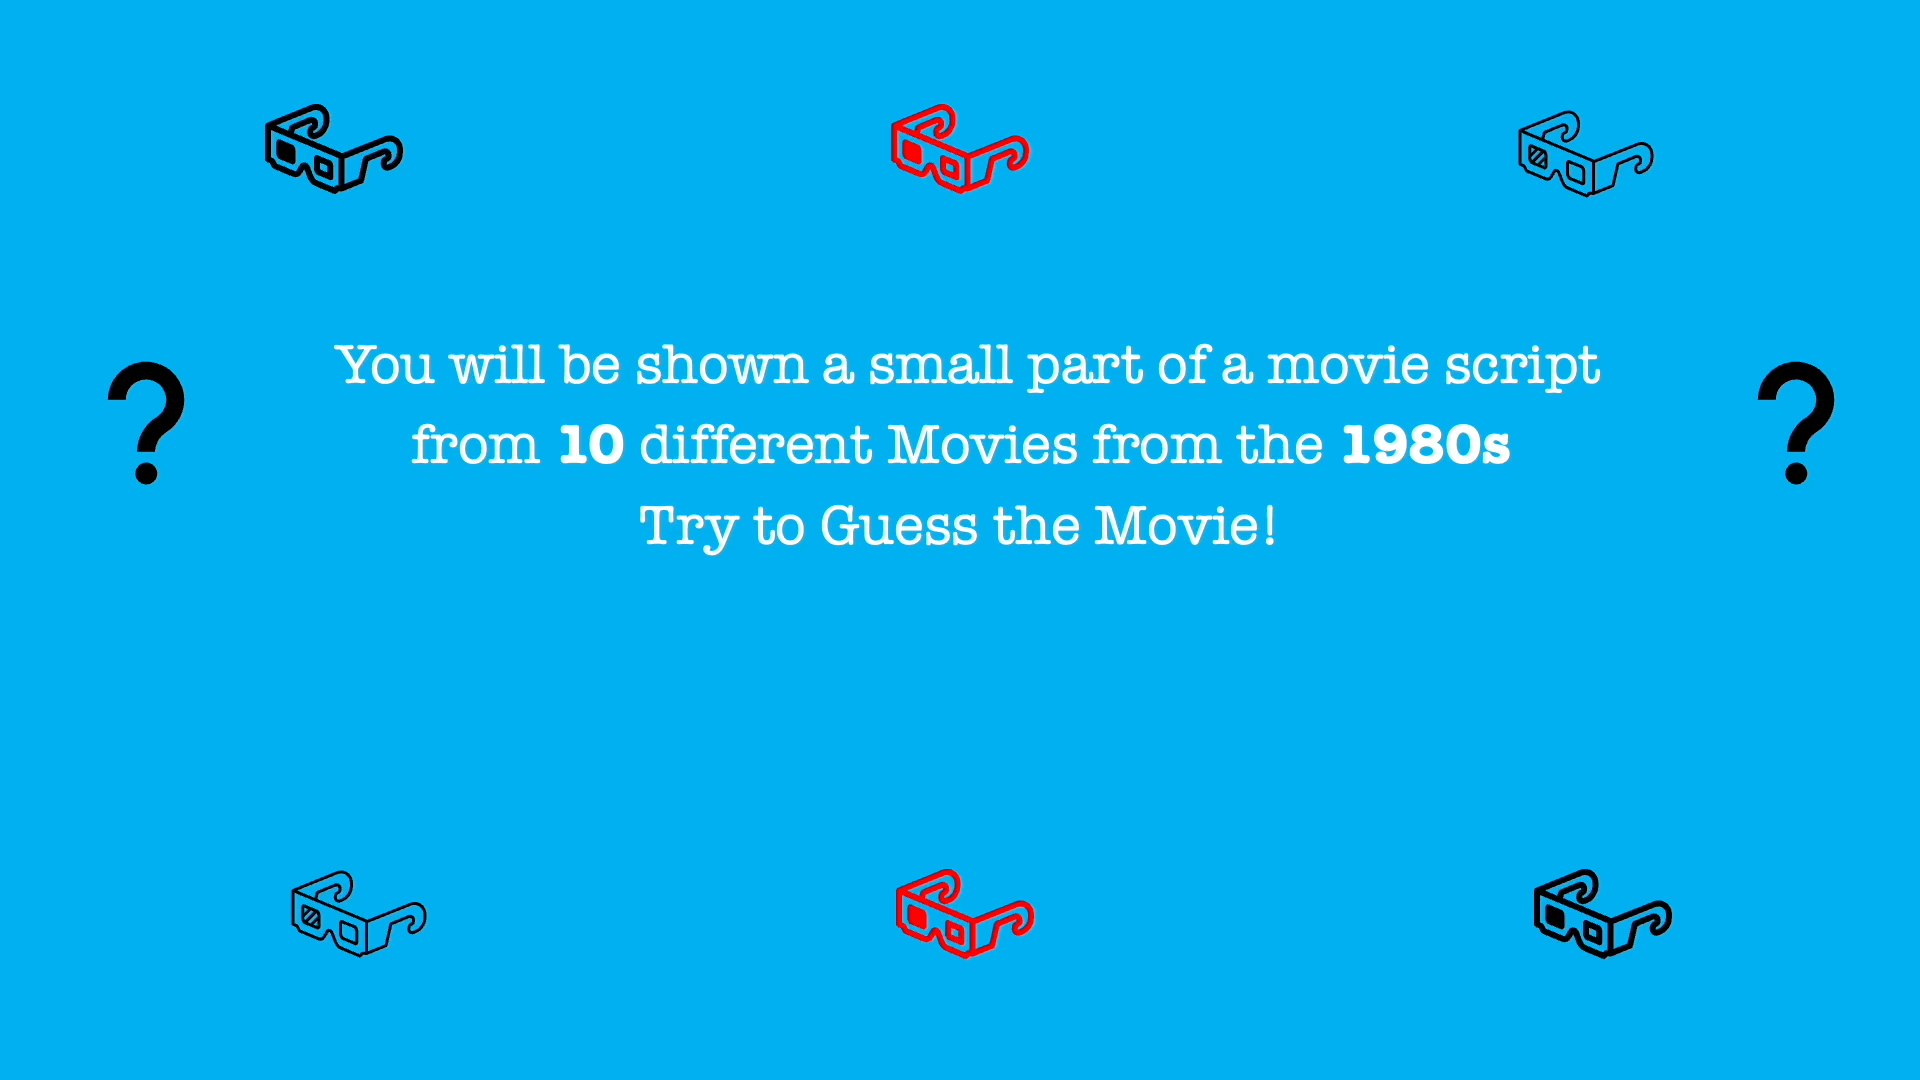 You will be shown a small part of a movie script
from 10 different Movies from the 1980s
Try to Guess the Movie!
?
?